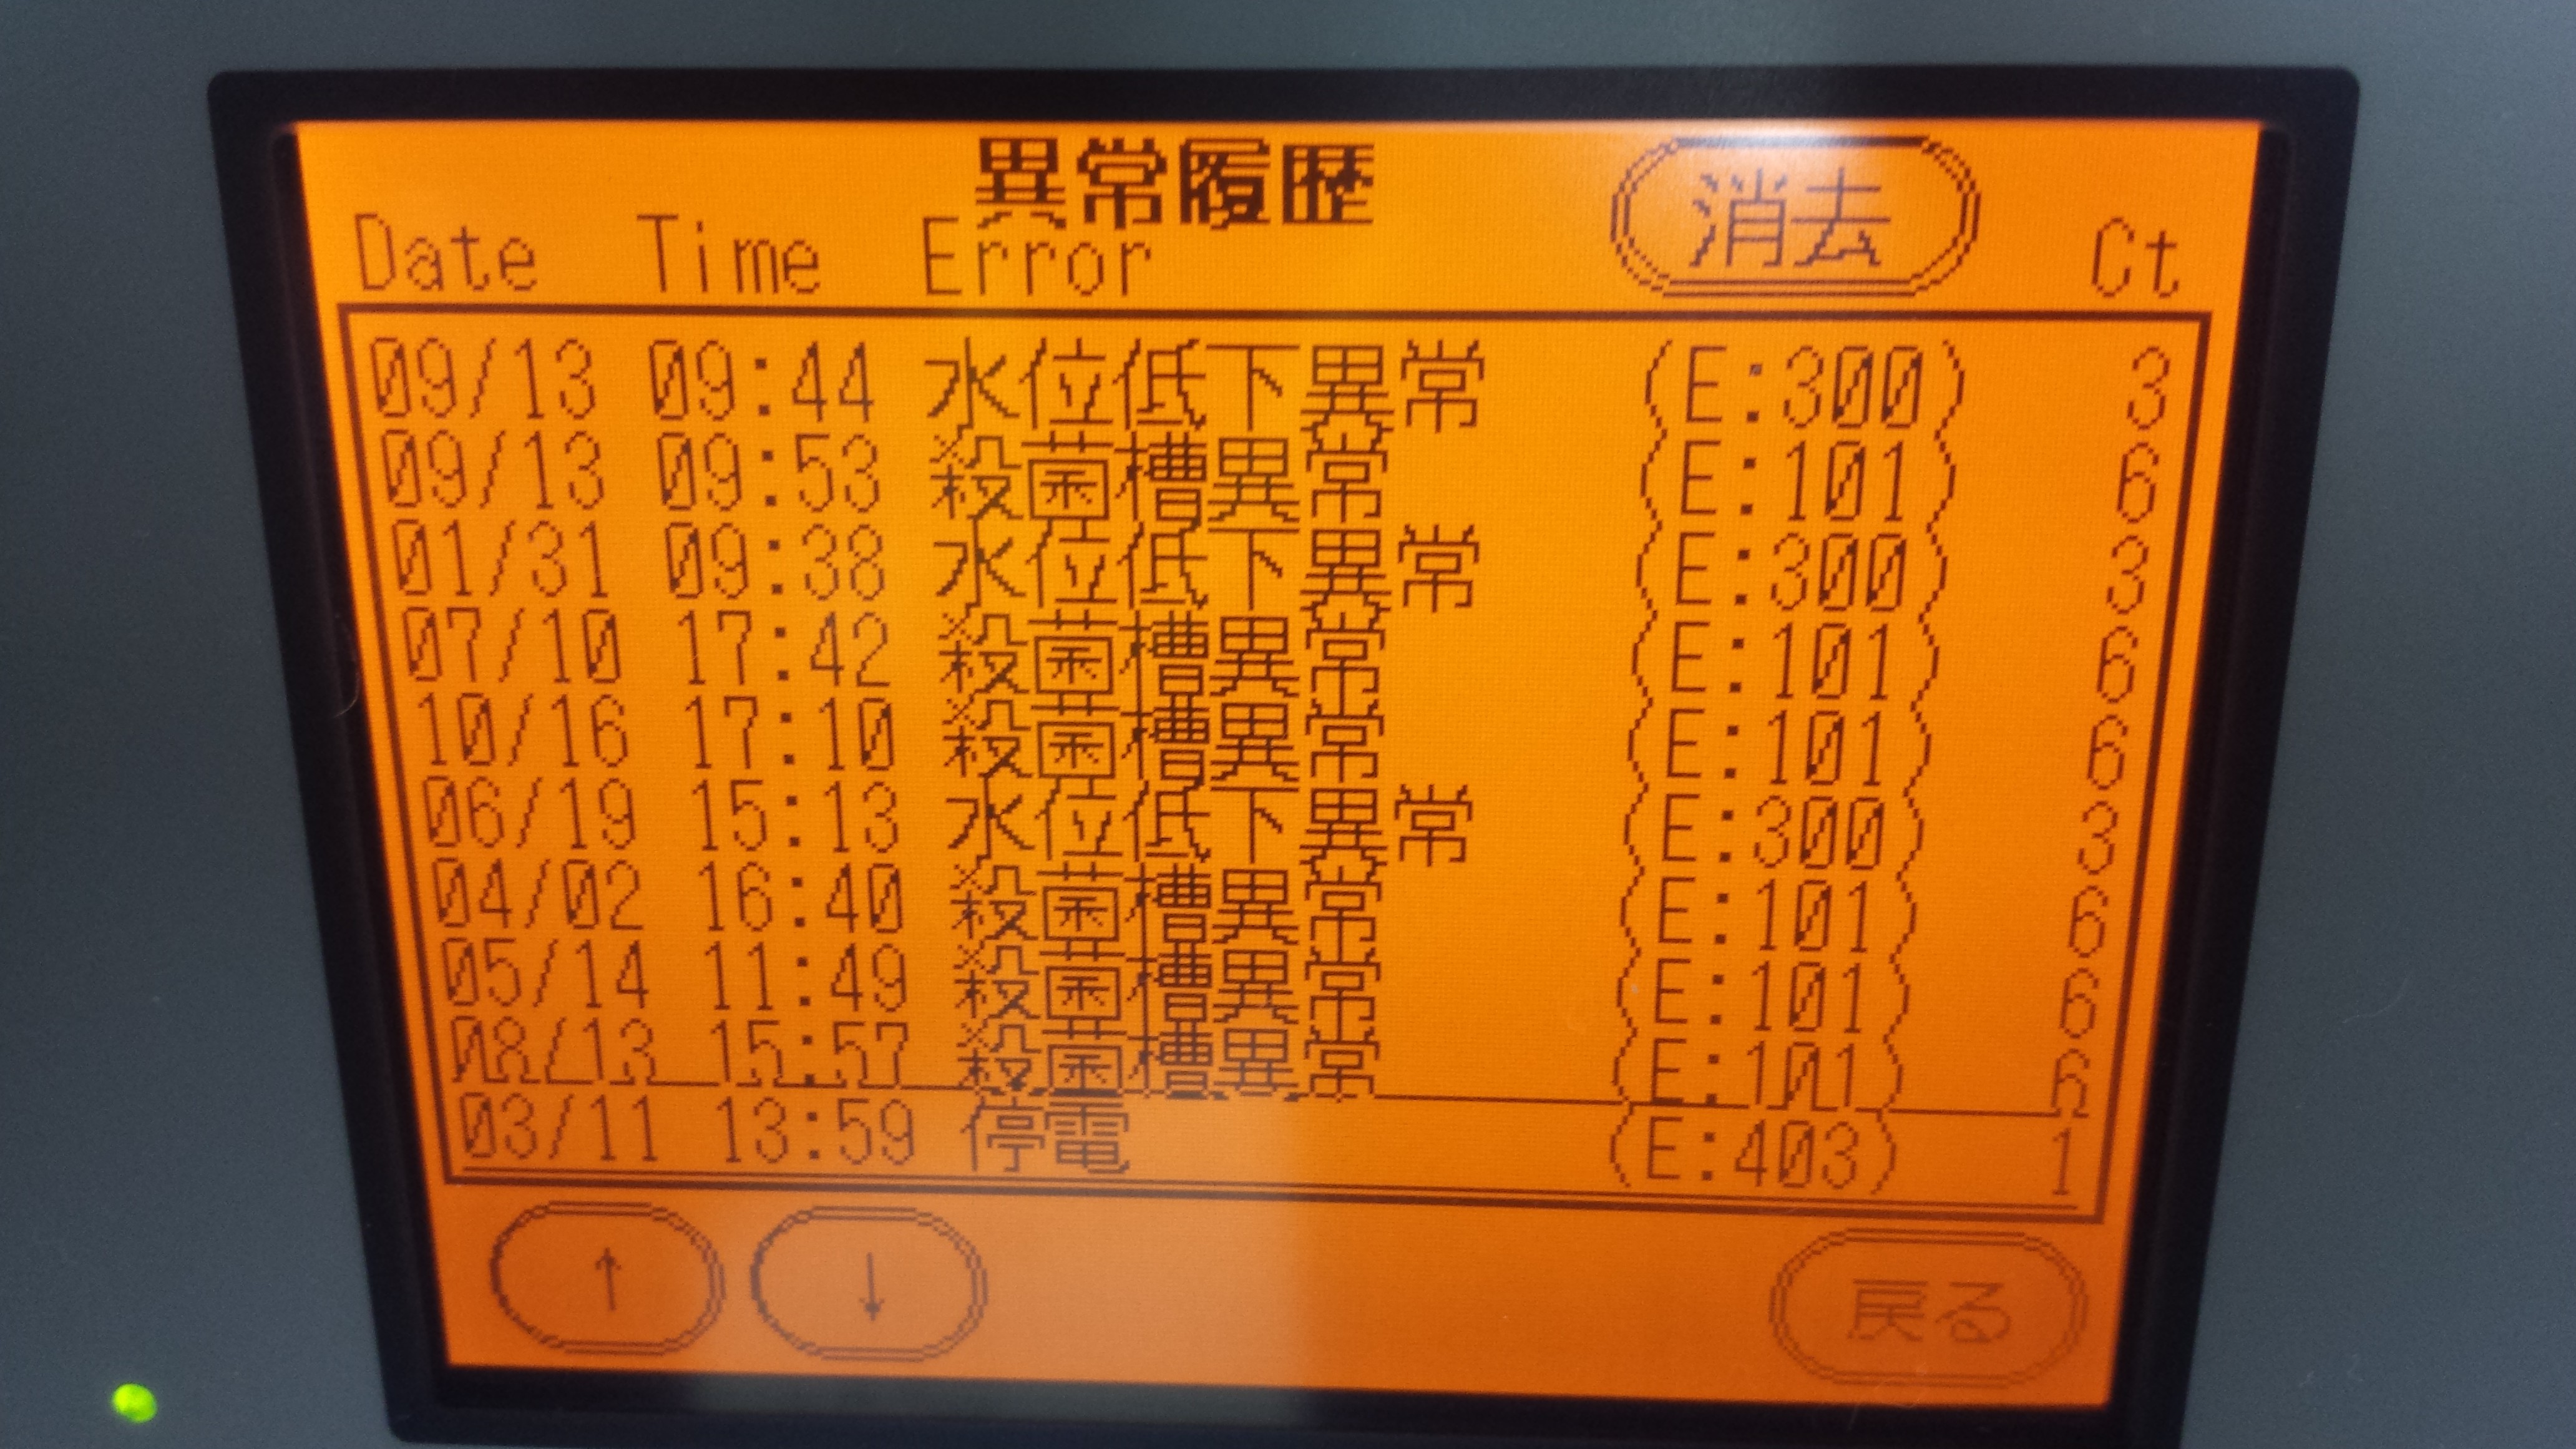 異常履歴 消去
Date Time Error Ct
09/13 09:44 水位低下異常 (E:300) 3
09/13 09:53 殺菌槽異常 (E:101) 6
01/31 09:38 水位低下異常 (E:300) 3
07/10 17:42 殺菌槽異常 (E:101) 6
10/16 17:10 殺菌槽異常 (E:101) 6
06/19 15:13 水位低下異常 (E:300) 3
04/02 16:40 殺菌槽異常 (E:101) 6
05/14 11:49 殺菌槽異常 (E:101) 6
08/13 15:57 殺菌槽異常 (E:101) 6
03/11 13:59 停電 (E:403) 1
↑ ↓ 戻る